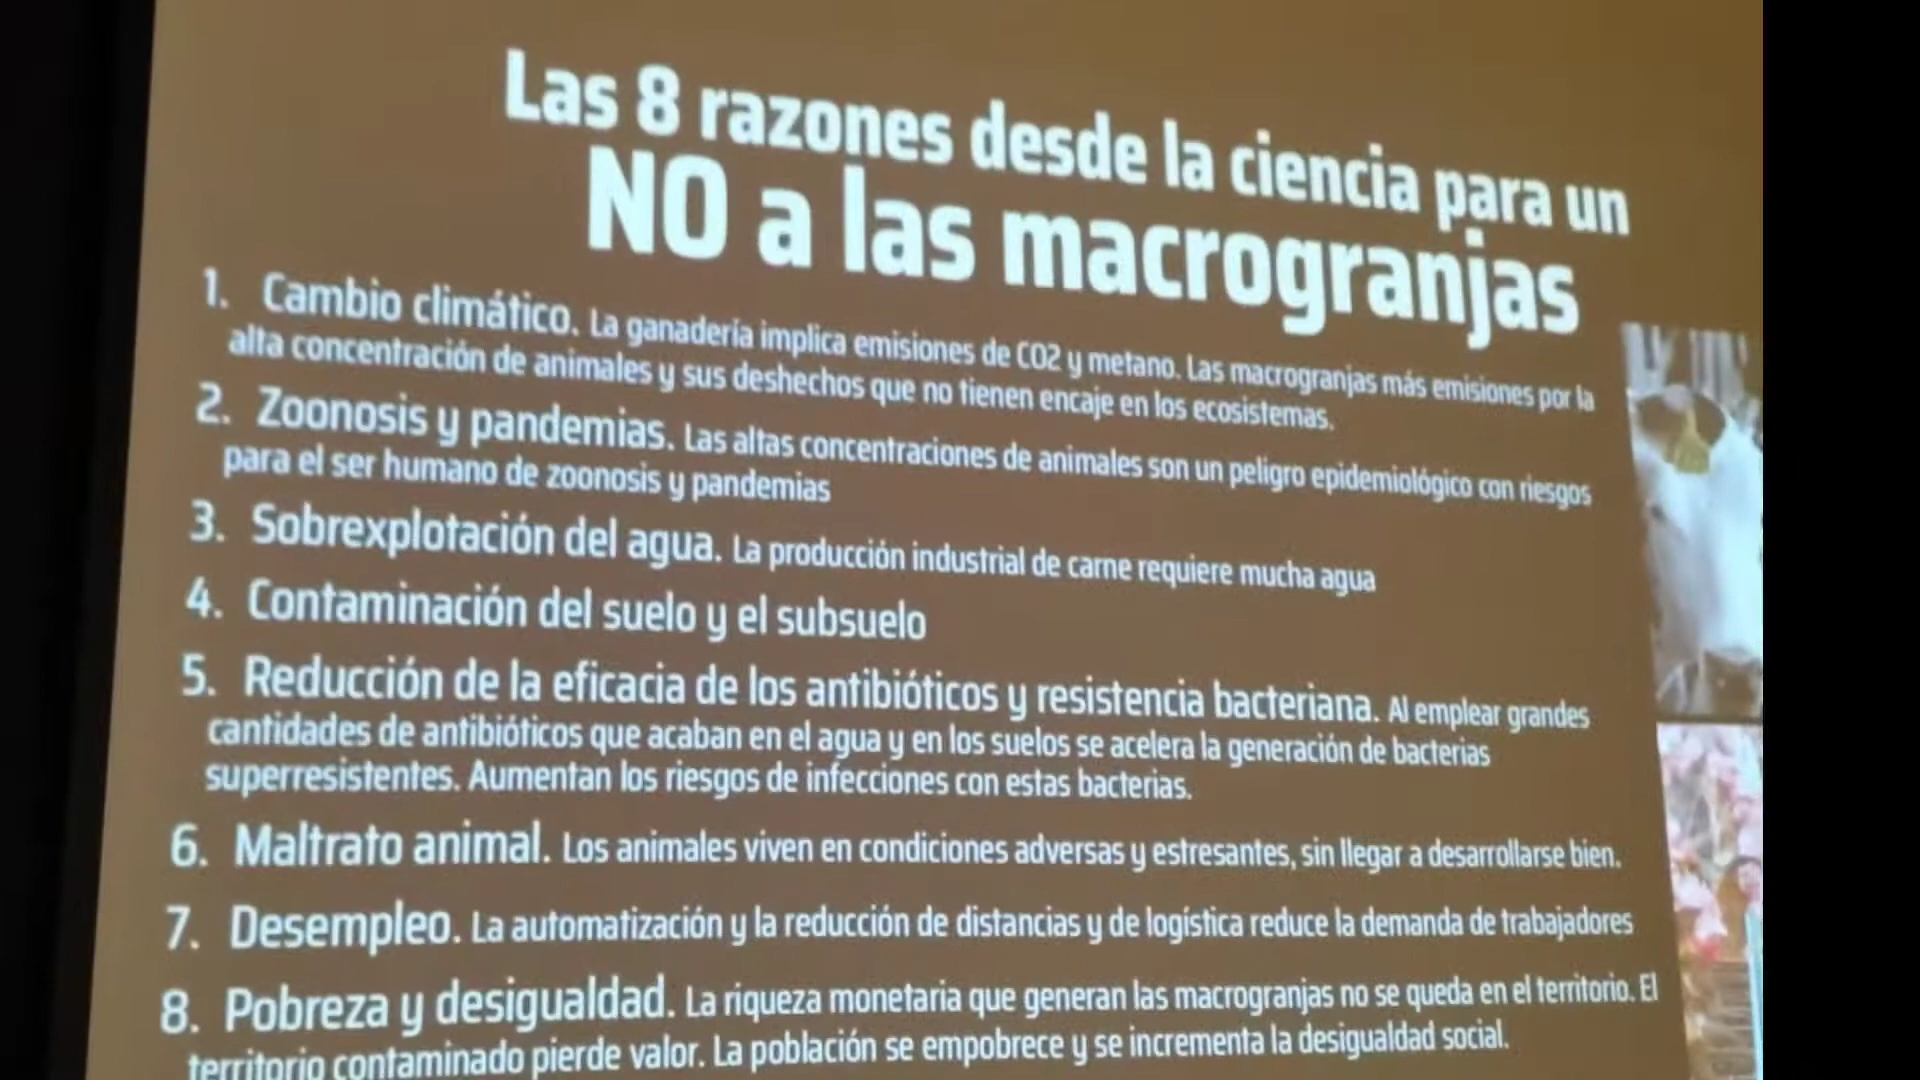 Las 8 razones desde la ciencia para un
NO a las macrogranjas
1. Cambio climático. La ganadería implica emisiones de CO2 y metano. Las macrogranjas más emisiones por la
alta concentración de animales y sus deshechos que no tienen encaje en los ecosistemas.
2. Zoonosis y pandemias. Las altas concentraciones de animales son un peligro epidemiológico con riesgos
para el ser humano de zoonosis y pandemias
3. Sobrexplotación del agua. La producción industrial de carne requiere mucha agua
4. Contaminación del suelo y el subsuelo
5. Reducción de la eficacia de los antibióticos y resistencia bacteriana. Al emplear grandes
cantidades de antibióticos que acaban en el agua y en los suelos se acelera la generación de bacterias
superresistentes. Aumentan los riesgos de infecciones con estas bacterias.
6. Maltrato animal. Los animales viven en condiciones adversas y estresantes, sin llegar a desarrollarse bien.
7. Desempleo. La automatización y la reducción de distancias y de logística reduce la demanda de trabajadores
8. Pobreza y desigualdad. La riqueza monetaria que generan las macrogranjas no se queda en el territorio. El
territorio contaminado pierde valor. La población se empobrece y se incrementa la desigualdad social.